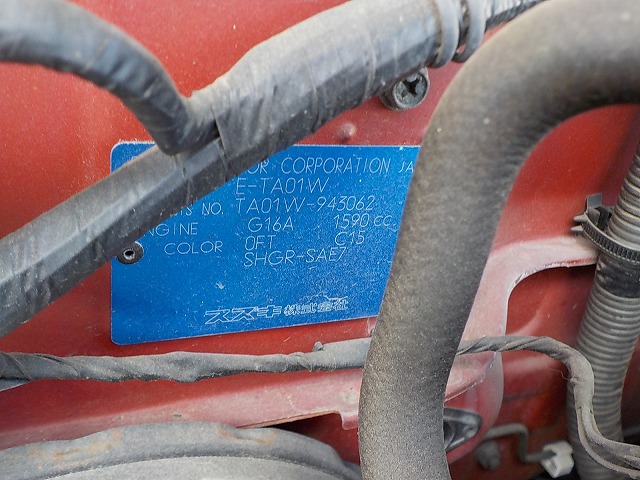 OR CORPORATION JA
E-TA01W
NO. TA01W-943062
ENGINE G16A 1590 cc
COLOR 0FT C15
SHGR-SAE7
スズキ株式会社